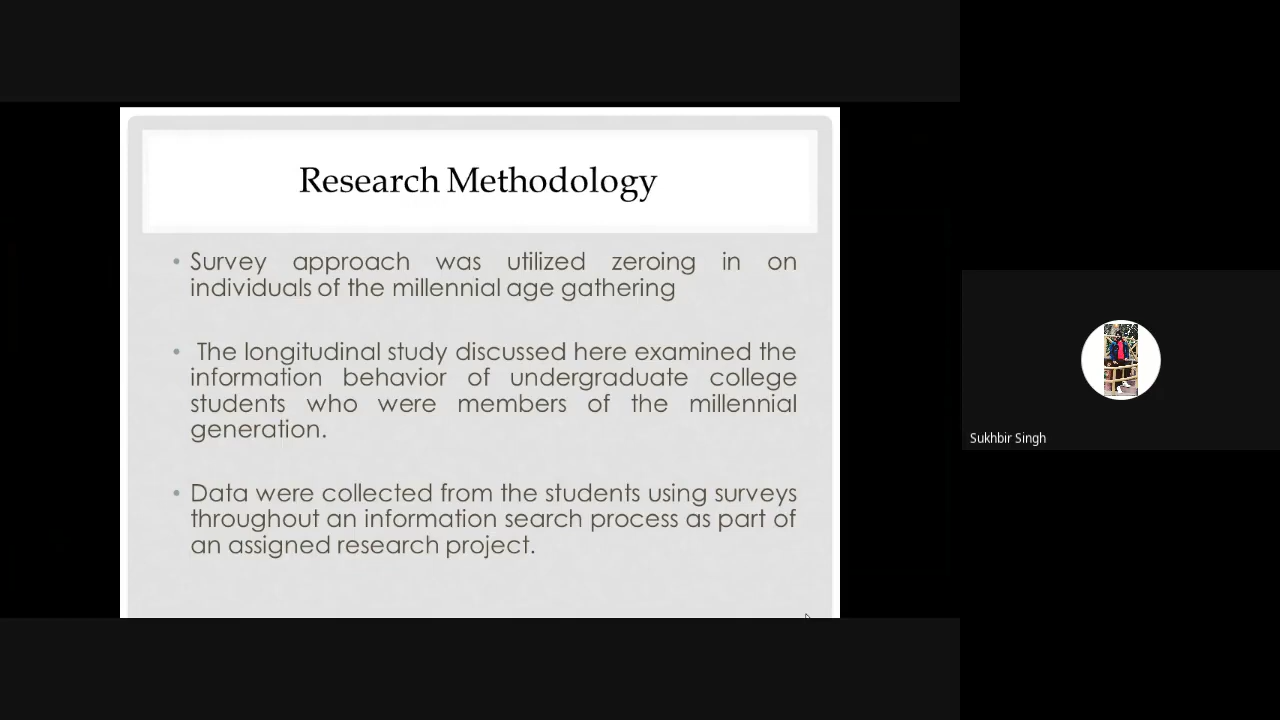 Research Methodology
• Survey approach was utilized zeroing in on
individuals of the millennial age gathering
• The longitudinal study discussed here examined the
information behavior of undergraduate college
students who were members of the millennial
generation.
• Data were collected from the students using surveys
throughout an information search process as part of
an assigned research project.
Sukhbir Singh